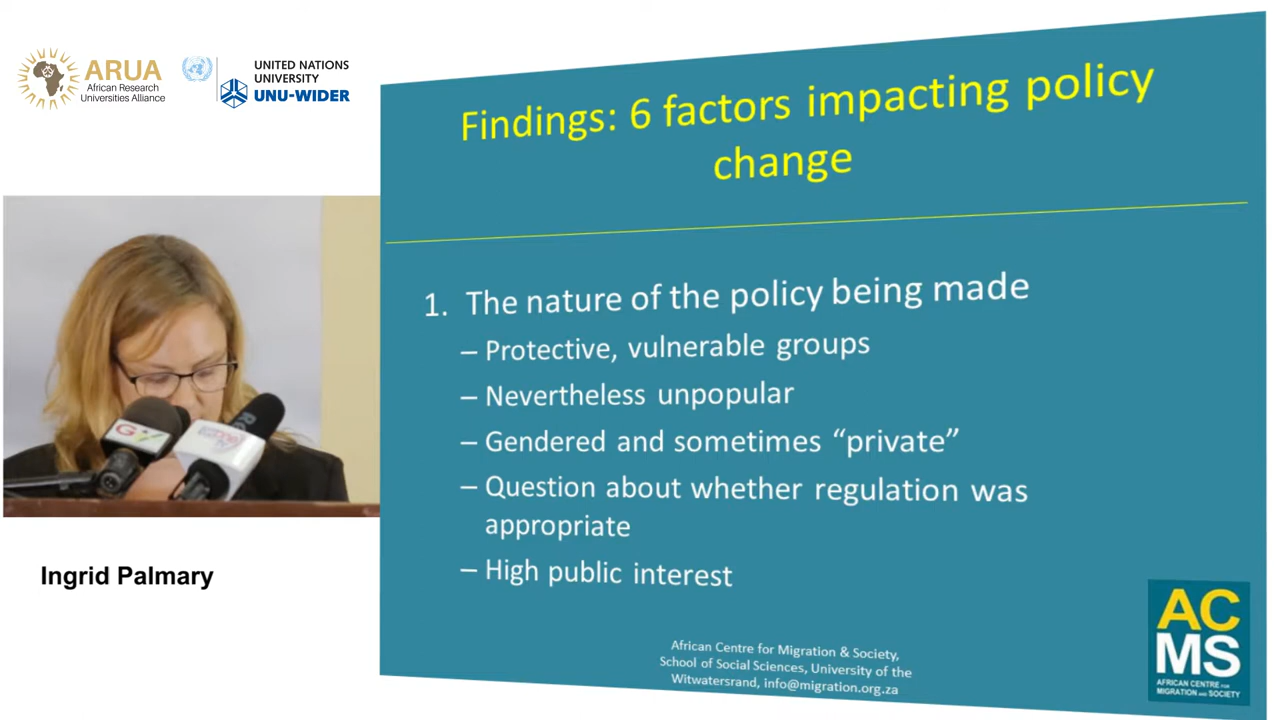 ARUA
African Research
Universities Alliance
UNITED NATIONS
UNIVERSITY
UNU-WIDER
Findings: 6 factors impacting policy
change
1. The nature of the policy being made
– Protective, vulnerable groups
– Nevertheless unpopular
– Gendered and sometimes “private”
– Question about whether regulation was
appropriate
– High public interest
Ingrid Palmary
African Centre for Migration & Society,
School of Social Sciences, University of the
Witwatersrand, info@migration.org.za
AC
MS
AFRICAN CENTRE FOR
MIGRATION AND SOCIETY